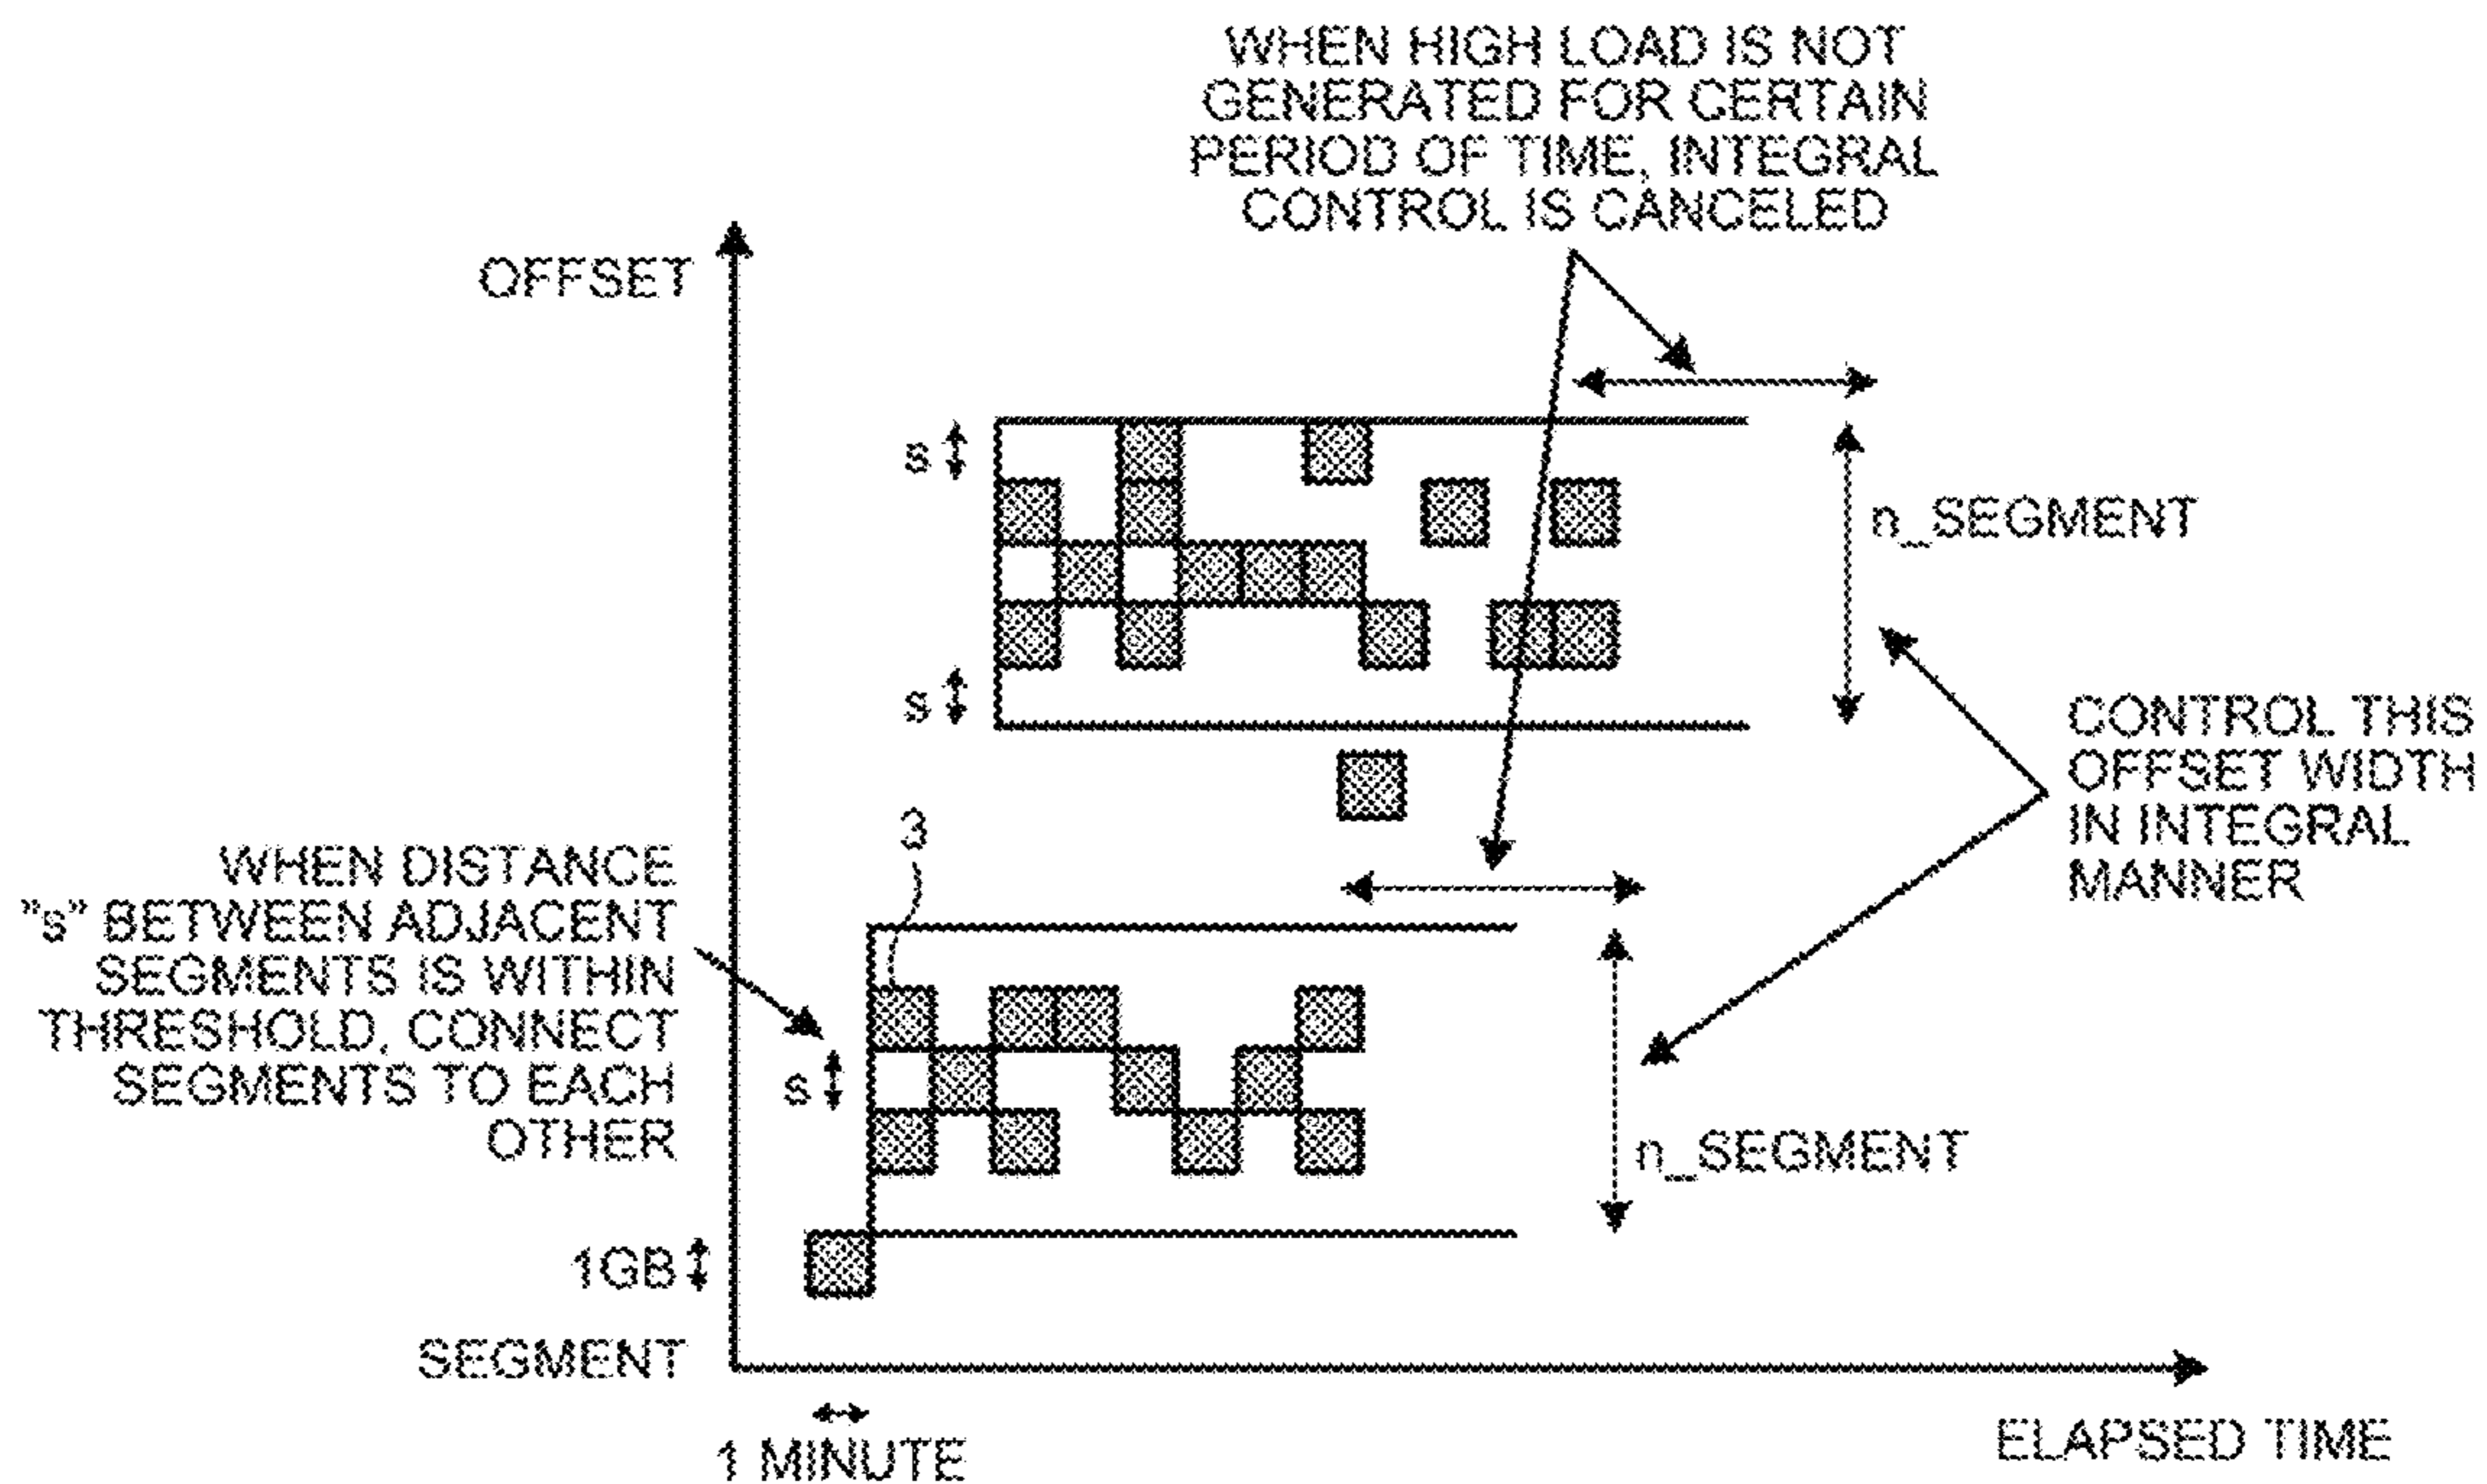 WHEN HIGH LOAD IS NOT
GENERATED FOR CERTAIN
PERIOD OF TIME, INTEGRAL
CONTROL IS CANCELED
OFFSET
s
n_SEGMENT
s
CONTROL THIS
OFFSET WIDTH
IN INTEGRAL
MANNER
3
WHEN DISTANCE
"s" BETWEEN ADJACENT
SEGMENTS IS WITHIN
THRESHOLD, CONNECT
SEGMENTS TO EACH
OTHER
s
n_SEGMENT
1GB
SEGMENT
1 MINUTE
ELAPSED TIME